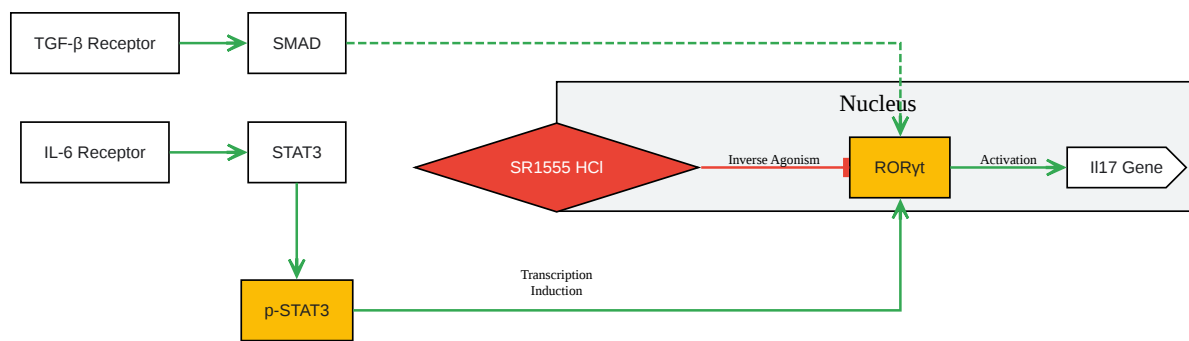 TGF-β Receptor
SMAD
Nucleus
IL-6 Receptor
STAT3
SR1555 HCl
Inverse Agonism
RORγt
Activation
Il17 Gene
Transcription
Induction
p-STAT3